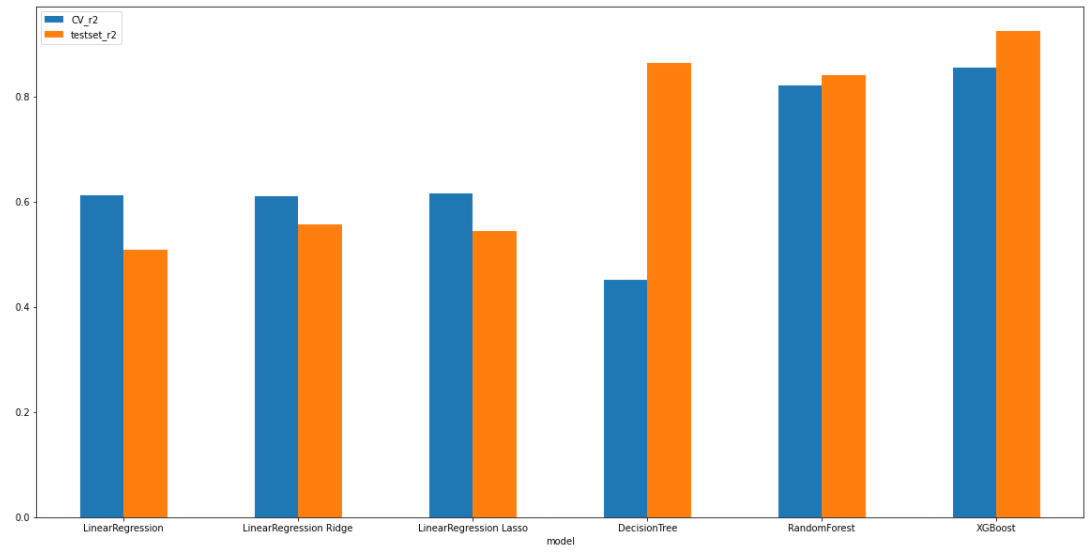 CV_r2
testset_r2
0.8
0.6
0.4
0.2
0.0
LinearRegression LinearRegression Ridge LinearRegression Lasso DecisionTree RandomForest XGBoost
model